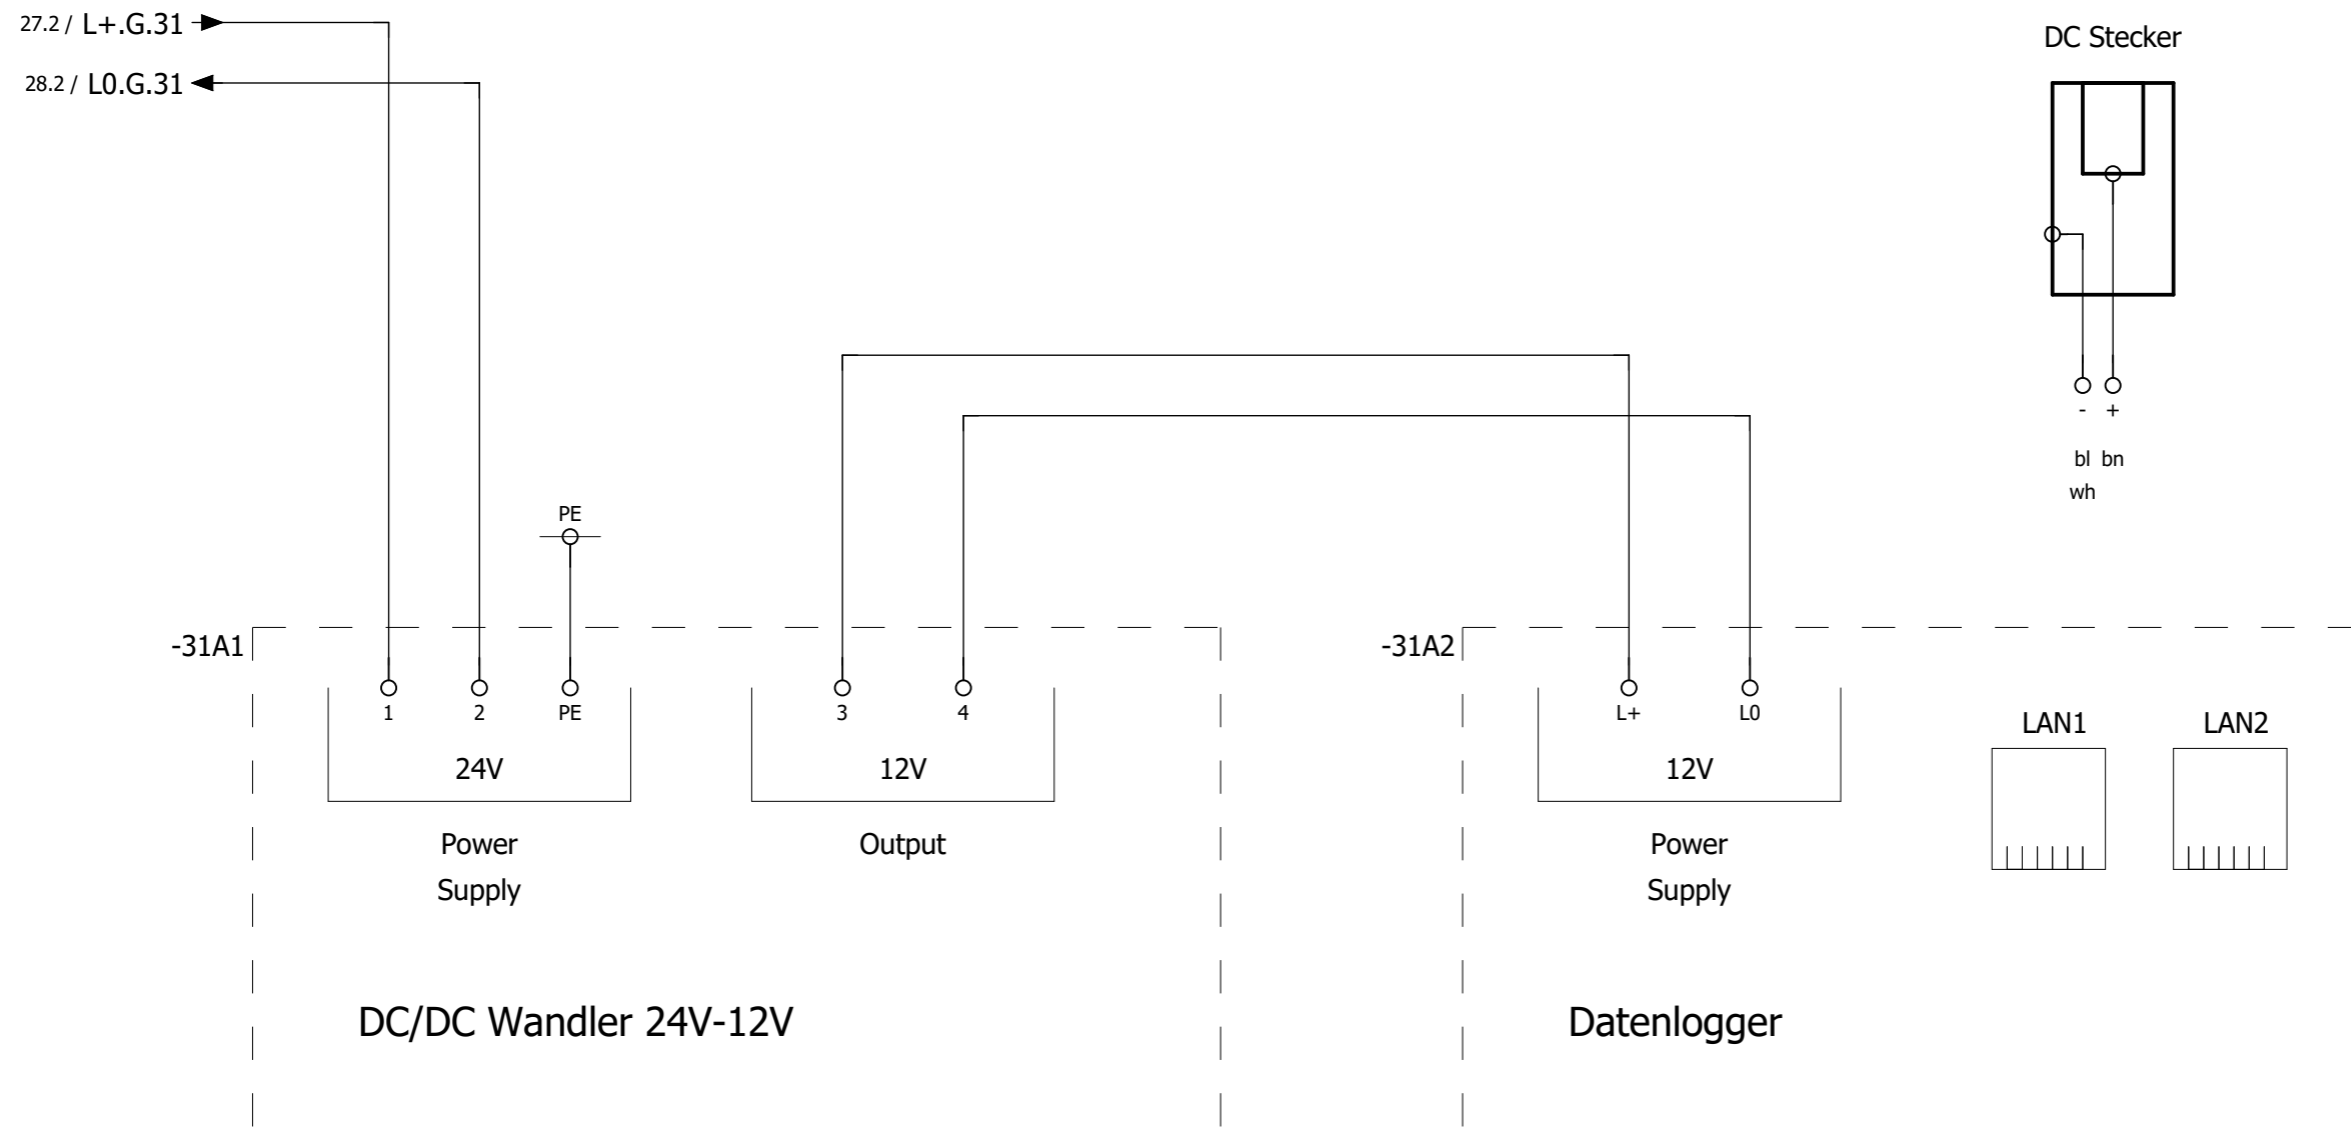 27.2 / L+.G.31
DC Stecker
28.2 / L0.G.31
- +
bl bn
wh
PE
-31A1
-31A2
1 2 PE 3 4 L+ L0
LAN1 LAN2
24V 12V 12V
Power Output Power
Supply Supply
DC/DC Wandler 24V-12V Datenlogger